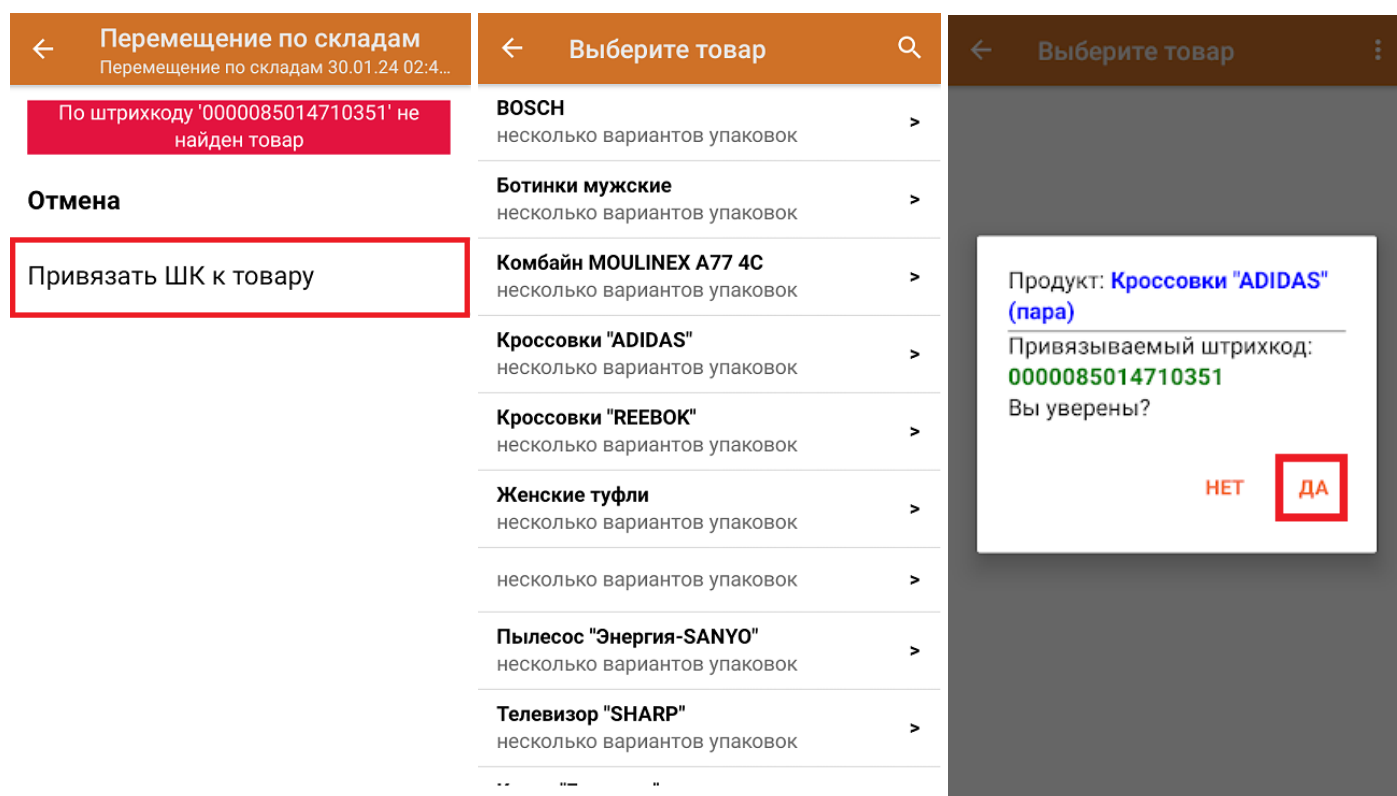 Перемещение по складам
Перемещение по складам 30.01.24 02:4...
По штрихкоду '0000085014710351' не
найден товар
Отмена
Привязать ШК к товару
Выберите товар
BOSCH
несколько вариантов упаковок
>
Ботинки мужские
несколько вариантов упаковок
>
Комбайн MOULINEX A77 4C
несколько вариантов упаковок
>
Кроссовки "ADIDAS"
несколько вариантов упаковок
>
Кроссовки "REEBOK"
несколько вариантов упаковок
>
Женские туфли
несколько вариантов упаковок
>
несколько вариантов упаковок
>
Пылесос "Энергия-SANYO"
несколько вариантов упаковок
>
Телевизор "SHARP"
несколько вариантов упаковок
>
Выберите товар
Продукт: Кроссовки "ADIDAS"
(пара)
Привязываемый штрихкод:
0000085014710351
Вы уверены?
НЕТ ДА